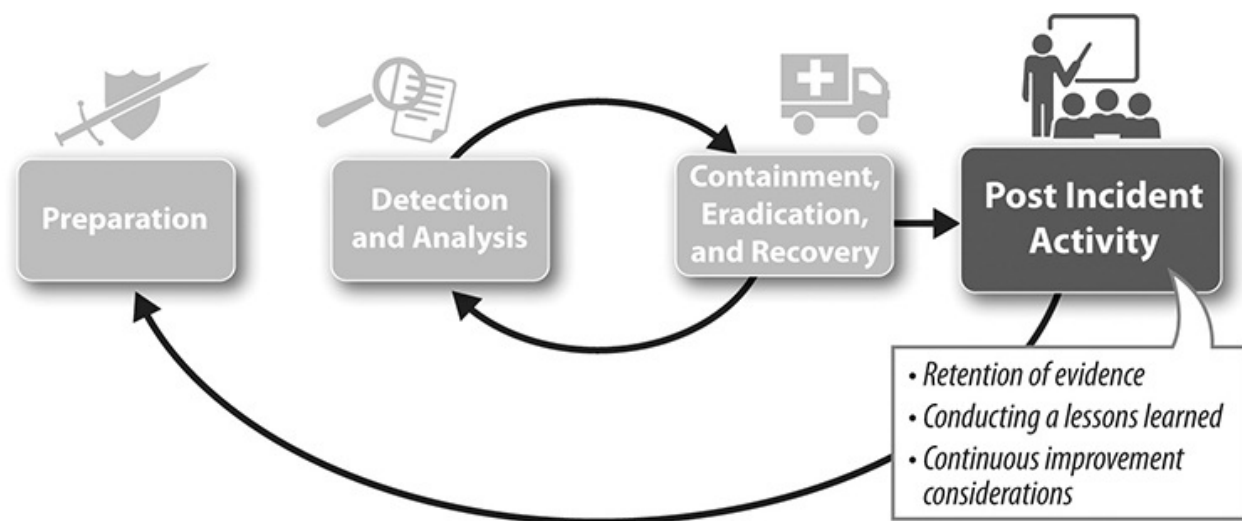 Preparation
Detection
and Analysis
Containment,
Eradication,
and Recovery
Post Incident
Activity
• Retention of evidence
• Conducting a lessons learned
• Continuous improvement
considerations